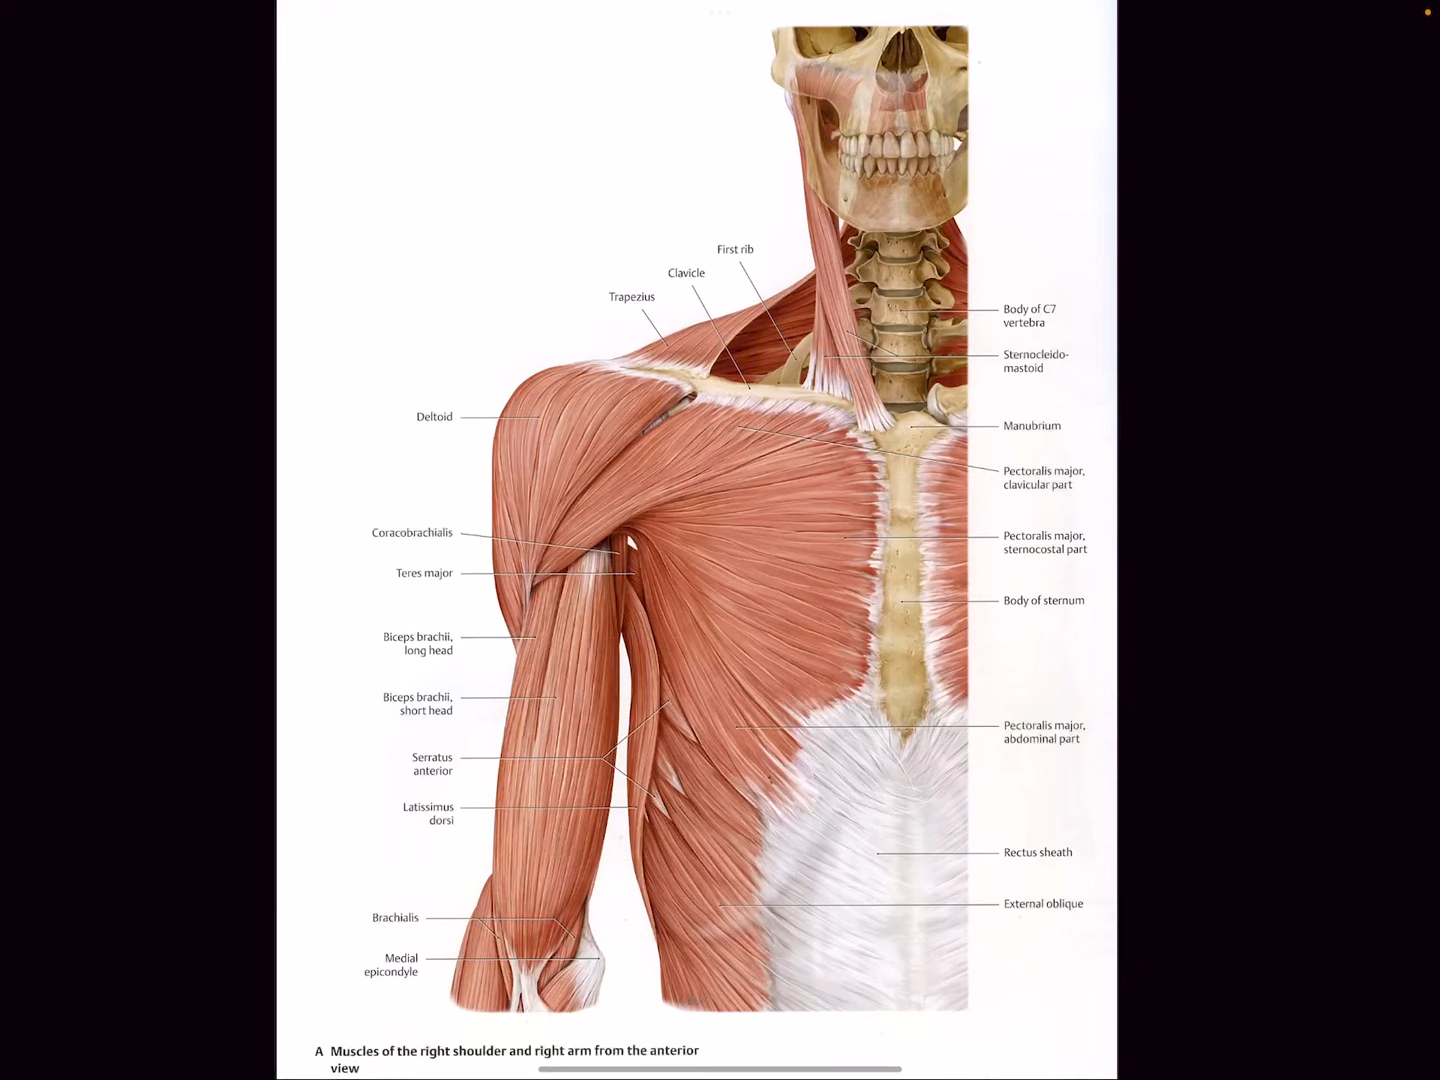 First rib
Clavicle
Trapezius
Body of C7
vertebra
Sternocleido-
mastoid
Deltoid
Manubrium
Pectoralis major,
clavicular part
Coracobrachialis
Pectoralis major,
sternocostal part
Teres major
Body of sternum
Biceps brachii,
long head
Biceps brachii,
short head
Pectoralis major,
abdominal part
Serratus
anterior
Latissimus
dorsi
Rectus sheath
External oblique
Brachialis
Medial
epicondyle
A Muscles of the right shoulder and right arm from the anterior
view